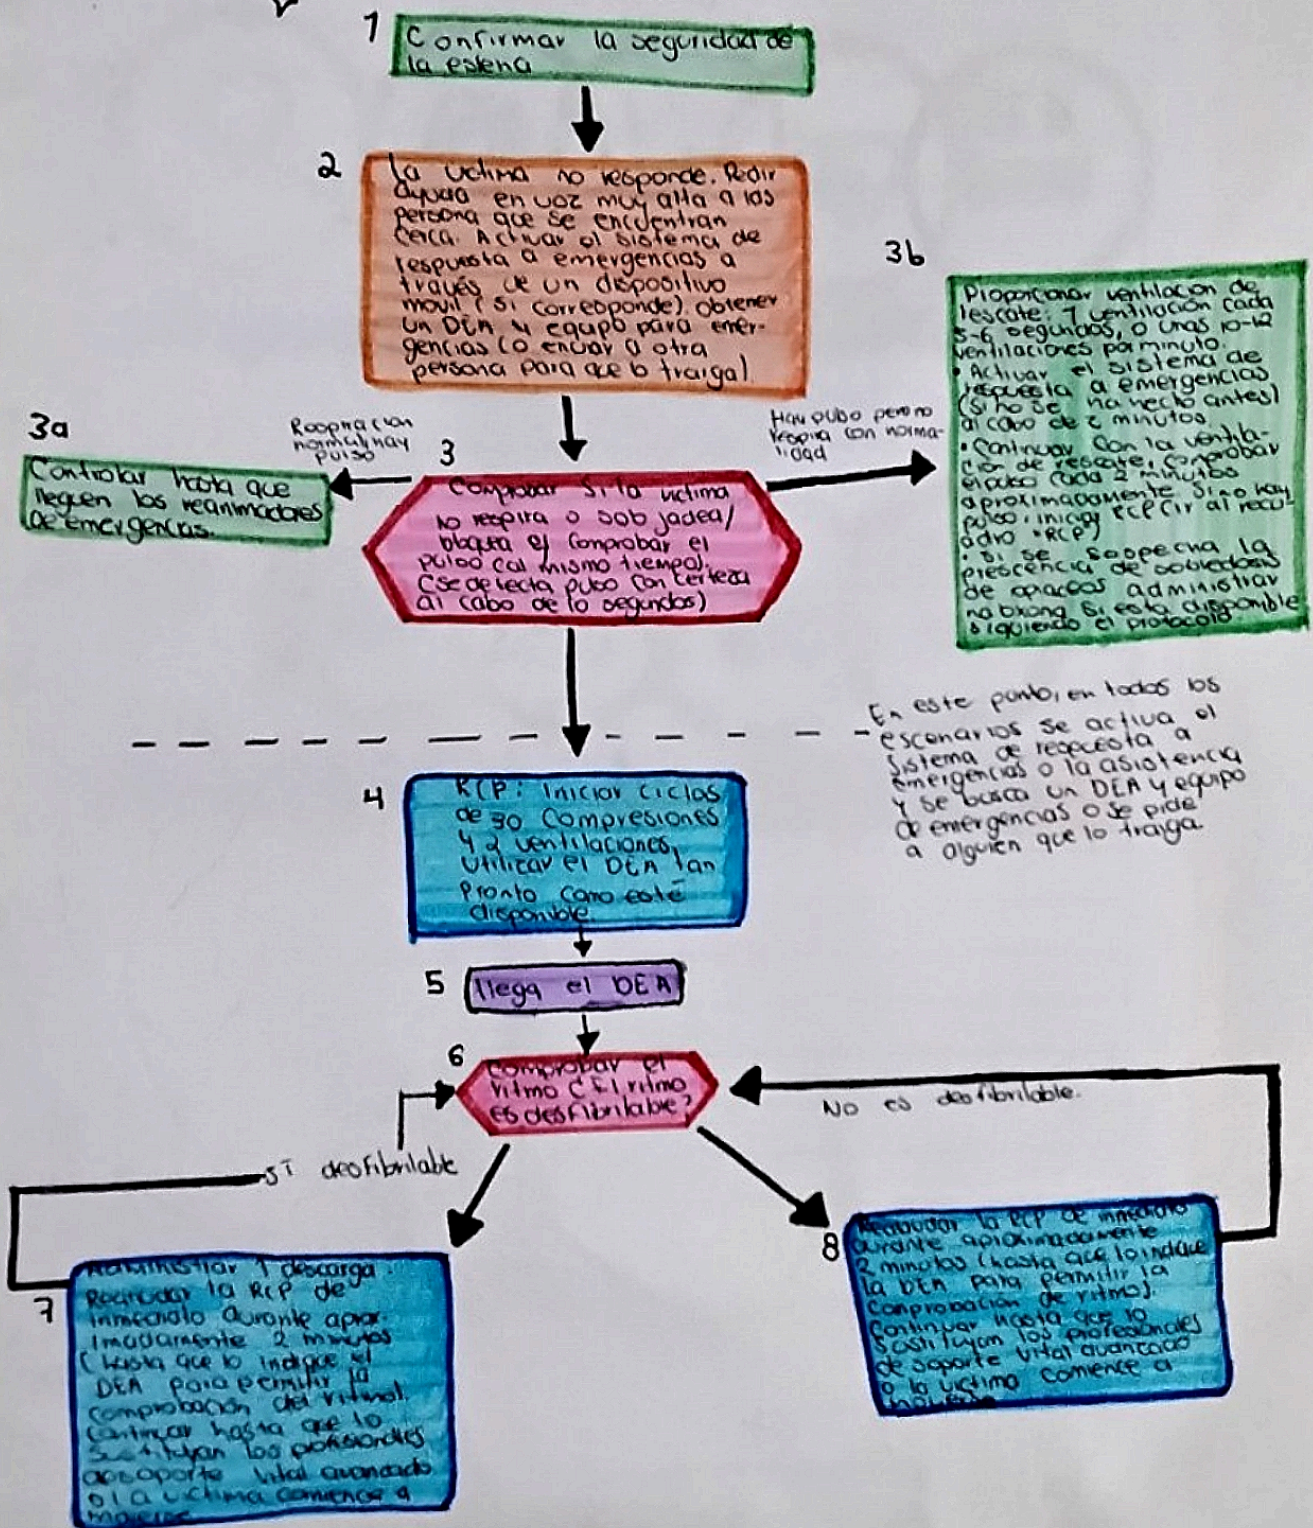 1
Confirmar la seguridad de
la esena
2
la victima no responde. Pedir
ayuda en voz muy alta a las
persona que se encuentran
cerca. Activar el sistema de
respuesta a emergencias a
través de un dispositivo
movil (si corresponde). obtener
un DEA y equipo para emer-
gencias (o enviar a otra
persona para que lo traiga)
3b
Proporcionar ventilacion de
rescate: 1 ventilación cada
5-6 segundos, o unas 10-12
ventilaciones por minuto.
• Activar el sistema de
respuesta a emergencias
(si no se ha hecho antes)
al cabo de 2 minutos
• Continuar con la ventila-
ción de rescate, comprobar
el pulso cada 2 minutos
aproximadamente. Si no hay
pulso, iniciar RCP (ir al recu-
adro "RCP)
• si se sospecha la
prescencia de sobredosis
de opiaceos administrar
naloxona si esta disponible
siguiendo el protocolo.
3a
Controlar hasta que
lleguen los reanimadores
de emergencias.
Respiracion
normal, hay
pulso
Hay pulso pero no
respira con norma-
lidad
3
Comprobar si la victima
no respira o solo jadea/
el comprobar el
pulso (al mismo tiempo).
(se detecta pulso con certeza
al cabo de 10 segundos)
En este punto, en todos los
escenarios se activa el
sistema de respuesta a
emergencias o la asistencia
y se busca un DEA y equipo
de emergencias o se pide
a alguien que lo traiga
4
RCP: Iniciar ciclos
de 30 compresiones
y 2 ventilaciones,
Utilizar el DEA tan
Pronto como esté
disponible.
5
llega el DEA
6
Comprobar el
ritmo ¿El ritmo
es desfibrilable?
No es desfibrilable.
sí desfibrilable
7
Administrar 1 descarga.
Reanudar la RCP de
inmediato durante aprox-
imadamente 2 minutos
(hasta que lo indique el
DEA para permitir la
comprobación del ritmo).
continuar hasta que lo
sustituyan los profesionales
de soporte vital avanzado
o la victima comience a
moverse
8
Reanudar la RCP de inmediato
durante aproximadamente
2 minutos (hasta que lo indique
la DEA para permitir la
comprobación de ritmo).
Continuar hasta que lo
sustituyan los profesionales
de soporte vital avanzado
o la victima comience a
moverse